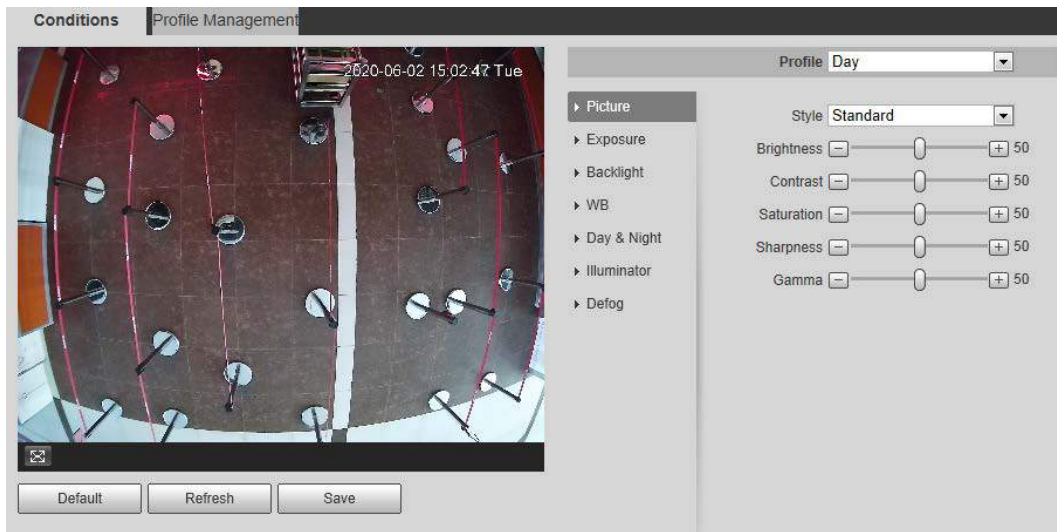 Conditions
Profile Management
2020-06-02 15:02:47 Tue
Profile Day
Picture
Exposure
Backlight
WB
Day & Night
Illuminator
Defog
Style Standard
Brightness 50
Contrast 50
Saturation 50
Sharpness 50
Gamma 50
Default
Refresh
Save